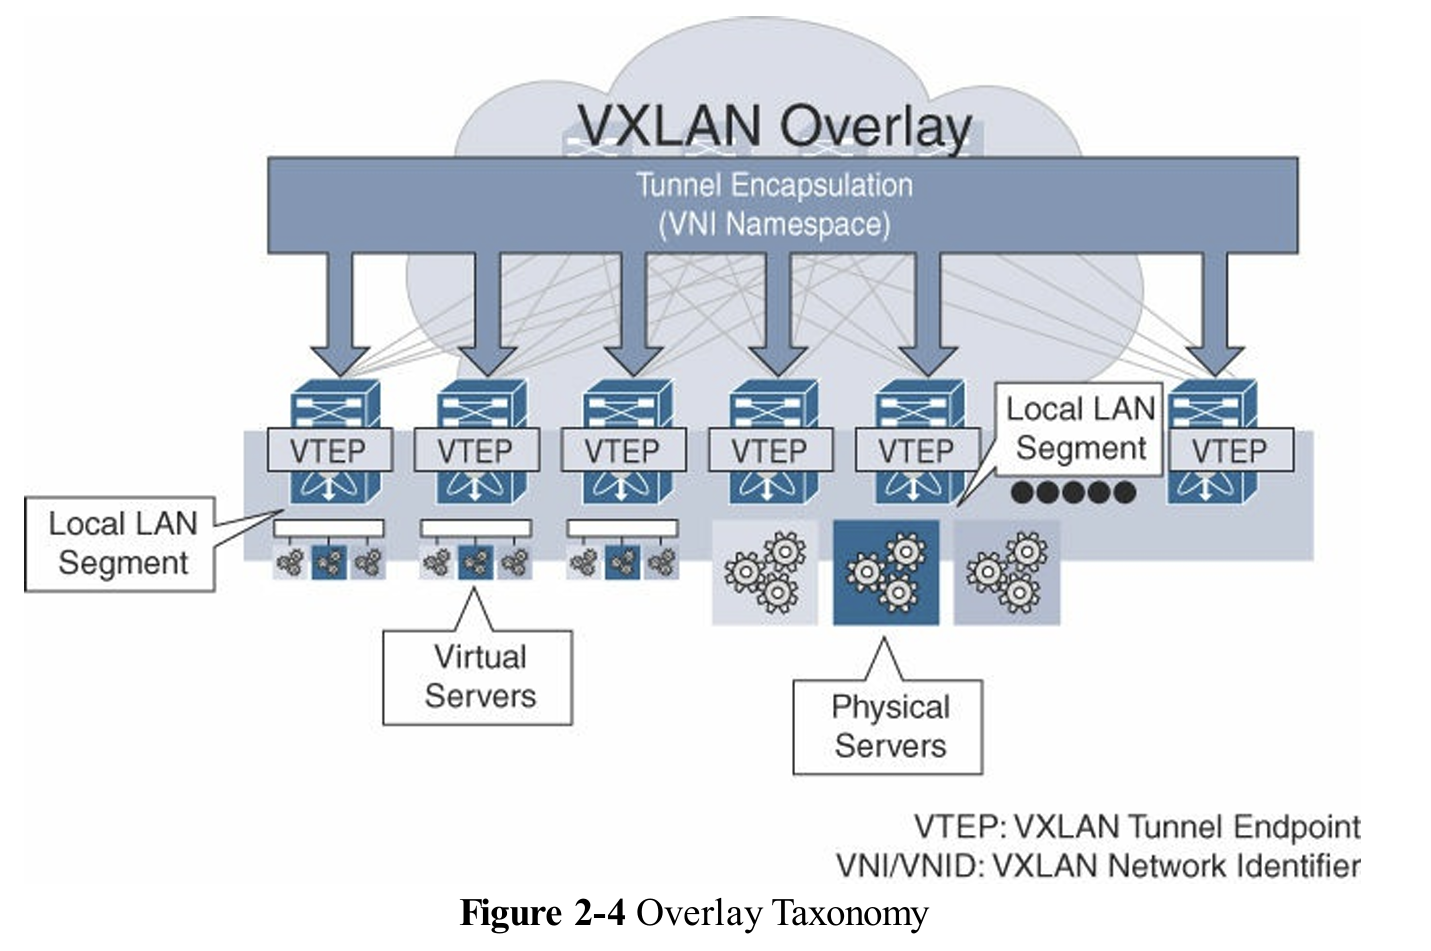 VXLAN Overlay
Tunnel Encapsulation
(VNI Namespace)
VTEP
VTEP
VTEP
VTEP
VTEP
VTEP
Local LAN
Segment
Local LAN
Segment
Virtual
Servers
Physical
Servers
VTEP: VXLAN Tunnel Endpoint
VNI/VNID: VXLAN Network Identifier
Figure 2-4 Overlay Taxonomy